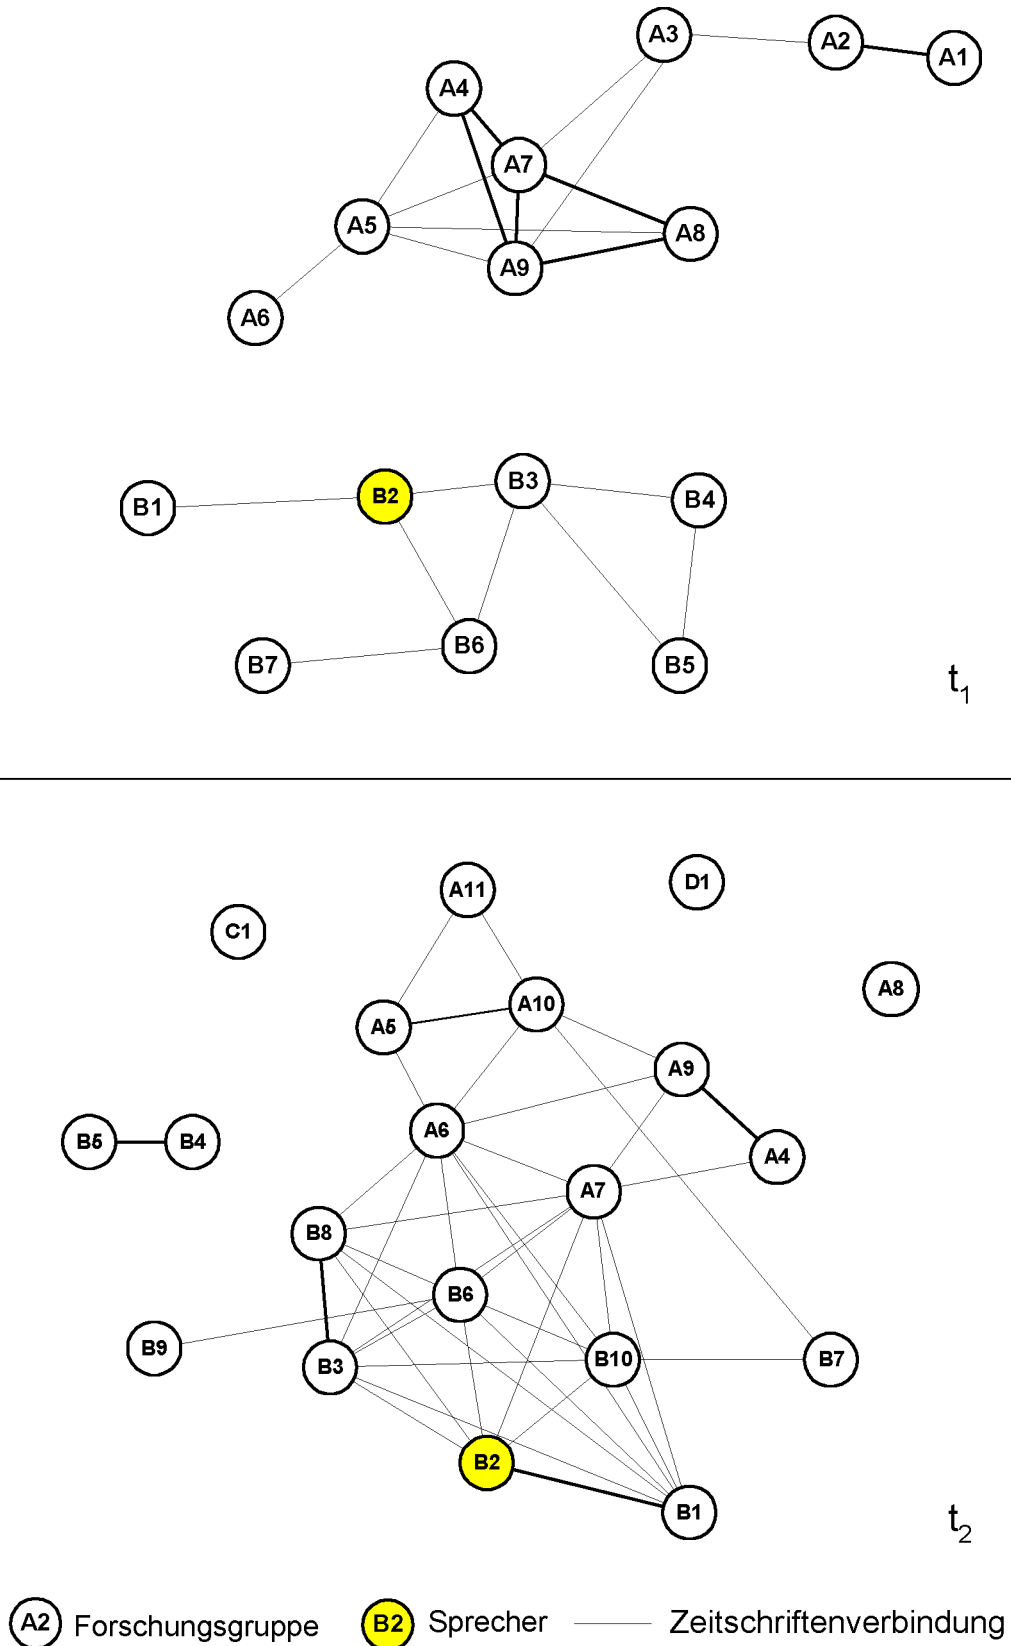 A3
A2
A1
A4
A7
A5
A8
A9
A6
B3
B2
B1
B4
B6
B7
B5
t1
D1
A11
C1
A8
A10
A5
A9
A6
B5
B4
A4
A7
B8
B6
B9
B10
B7
B3
B2
B1
t2
A2 Forschungsgruppe B2 Sprecher Zeitschriftenverbindung